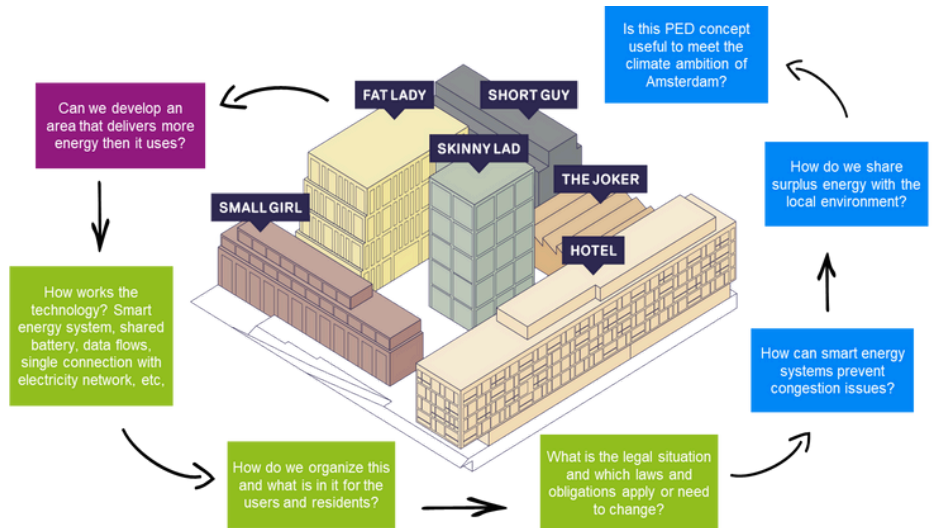 Is this PED concept
useful to meet the
climate ambition of
Amsterdam?
Can we develop an
area that delivers more
energy then it uses?
FAT LADY
SHORT GUY
SKINNY LAD
THE JOKER
SMALL GIRL
HOTEL
How do we share
surplus energy with the
local environment?
How works the
technology? Smart
energy system, shared
battery, data flows,
single connection with
electricity network, etc,
How can smart energy
systems prevent
congestion issues?
How do we organize this
and what is in it for the
users and residents?
What is the legal situation
and which laws and
obligations apply or need
to change?